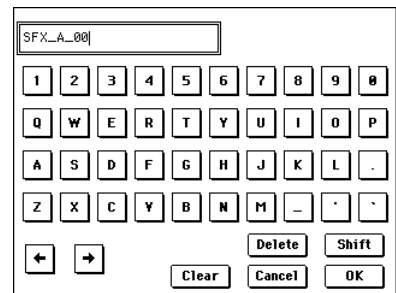 SFX_A_00
1 2 3 4 5 6 7 8 9 0
Q W E R T Y U I O P
A S D F G H J K L .
Z X C Y B N M _ ' `
← →
Delete Shift
Clear Cancel OK